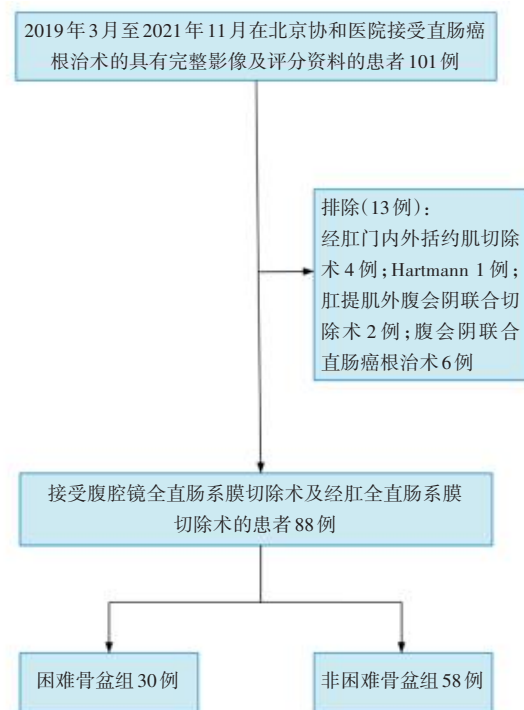 2019年3月至2021年11月在北京协和医院接受直肠癌
根治术的具有完整影像及评分资料的患者101例
排除(13例)：
经肛门内外括约肌切除
术4例；Hartmann 1例；
肛提肌外腹会阴联合切
除术2例；腹会阴联合
直肠癌根治术6例
接受腹腔镜全直肠系膜切除术及经肛全直肠系膜
切除术的患者88例
困难骨盆组30例
非困难骨盆组58例